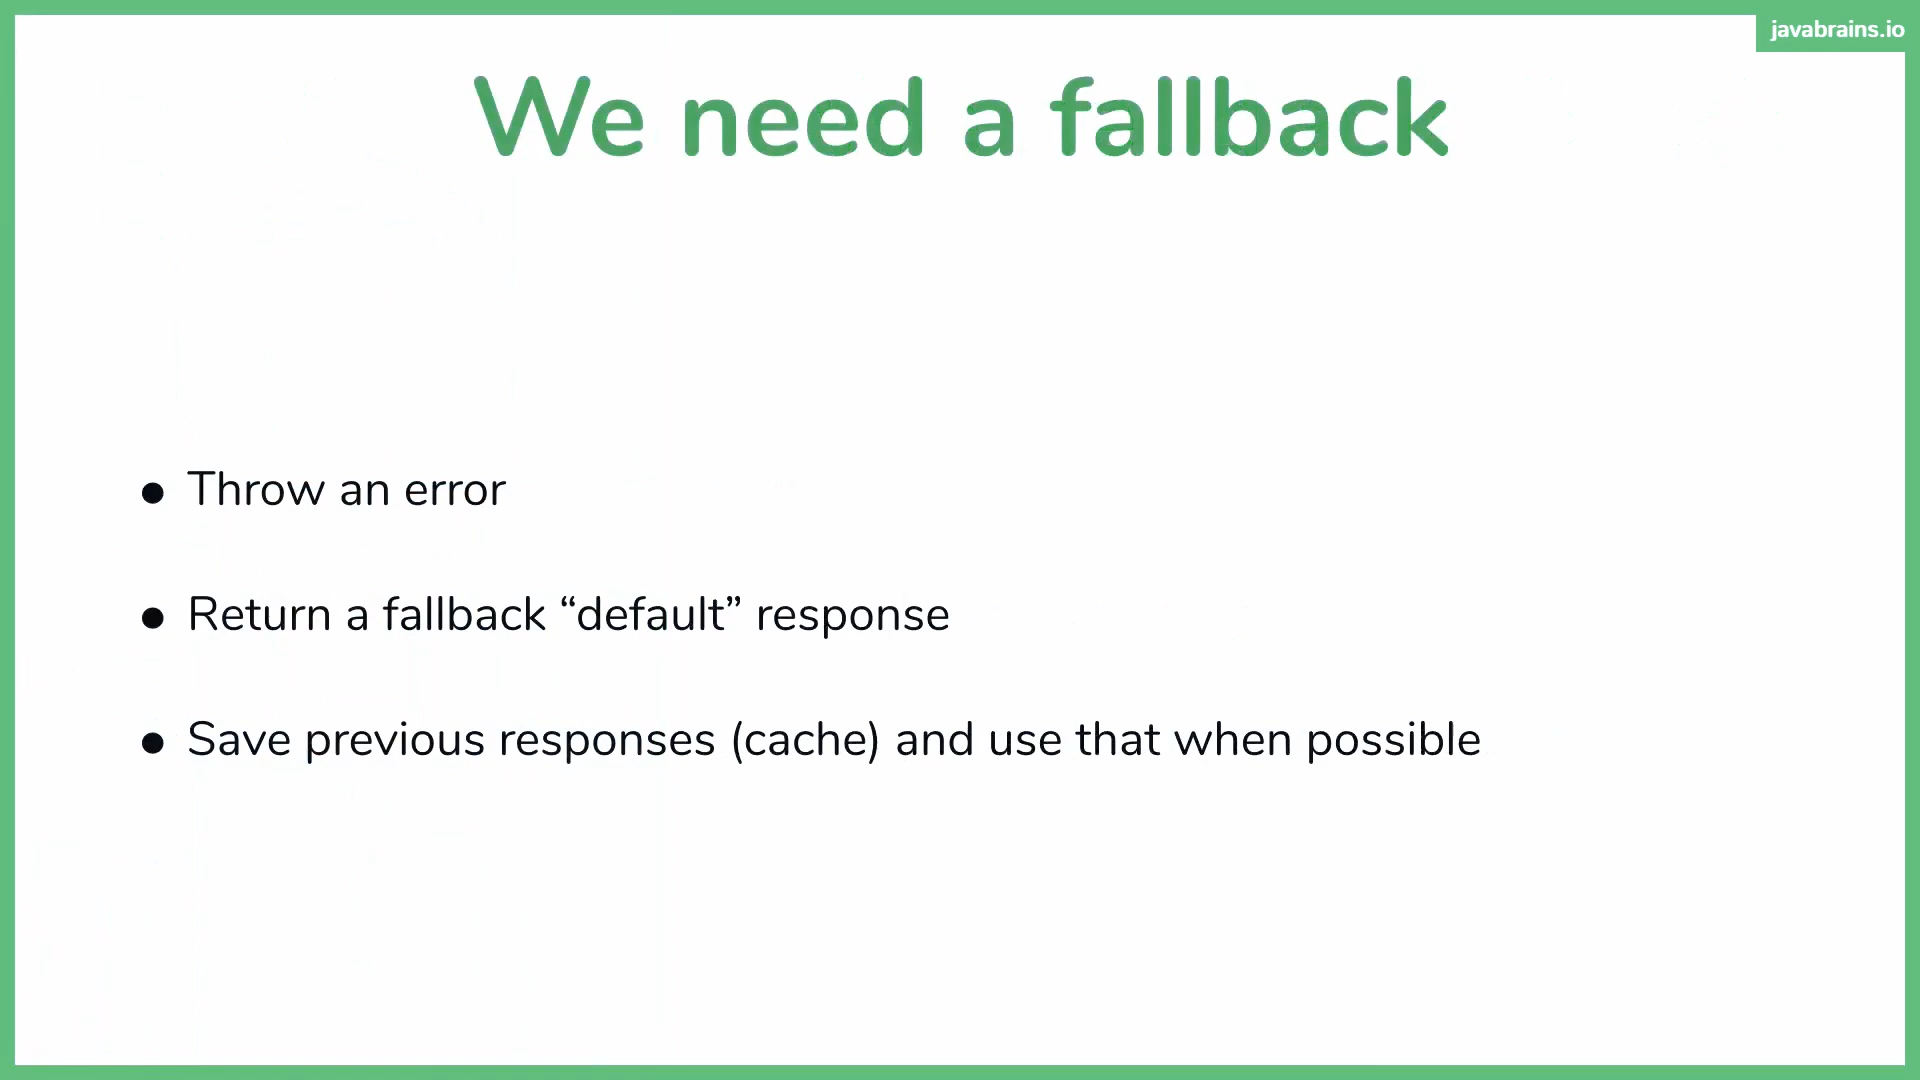 javabrains.io
We need a fallback
● Throw an error
● Return a fallback “default” response
● Save previous responses (cache) and use that when possible